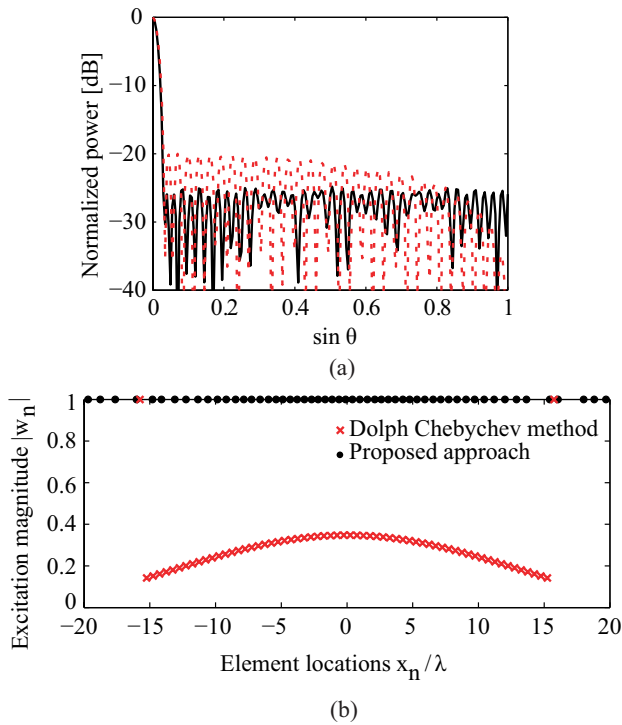 0
−10
−20
−30
−40
Normalized power [dB]
0 0.2 0.4 0.6 0.8 1
sin θ
(a)
1
0.8
0.6
0.4
0.2
0
Excitation magnitude |w_n|
Dolph Chebychev method
Proposed approach
−20 −15 −10 −5 0 5 10 15 20
Element locations x_n/λ
(b)